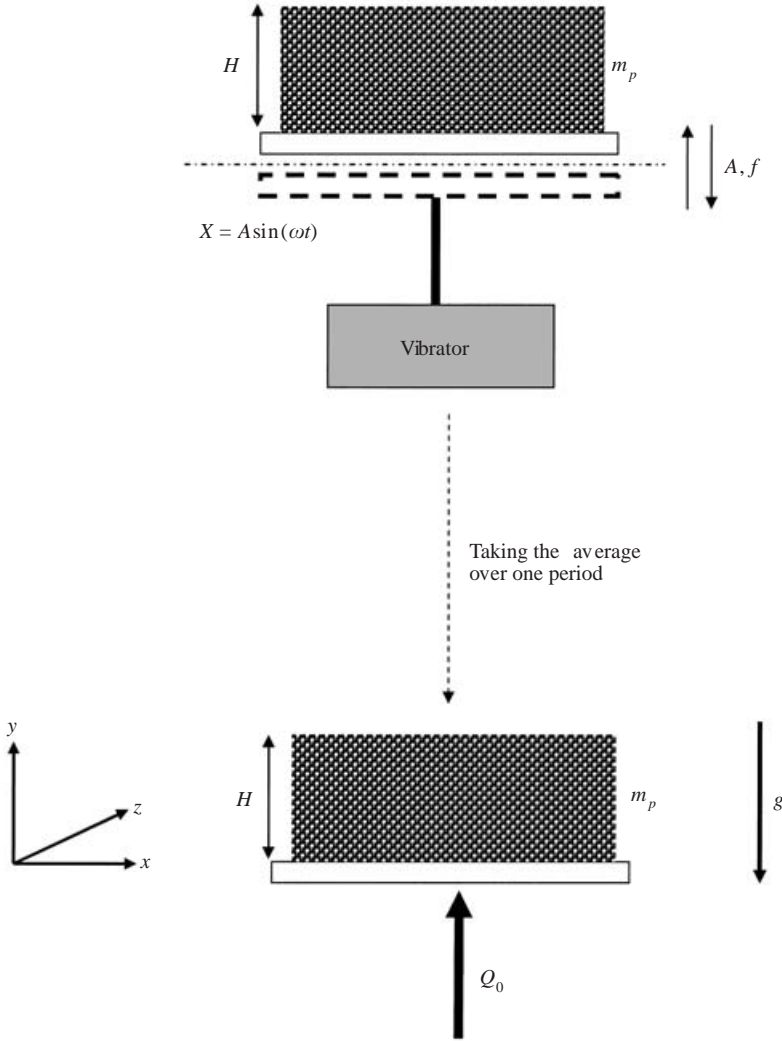 H
m_p
A, f
X = A sin(ωt)
Vibrator
Taking the average
over one period
y
z
x
H
m_p
g
Q_0